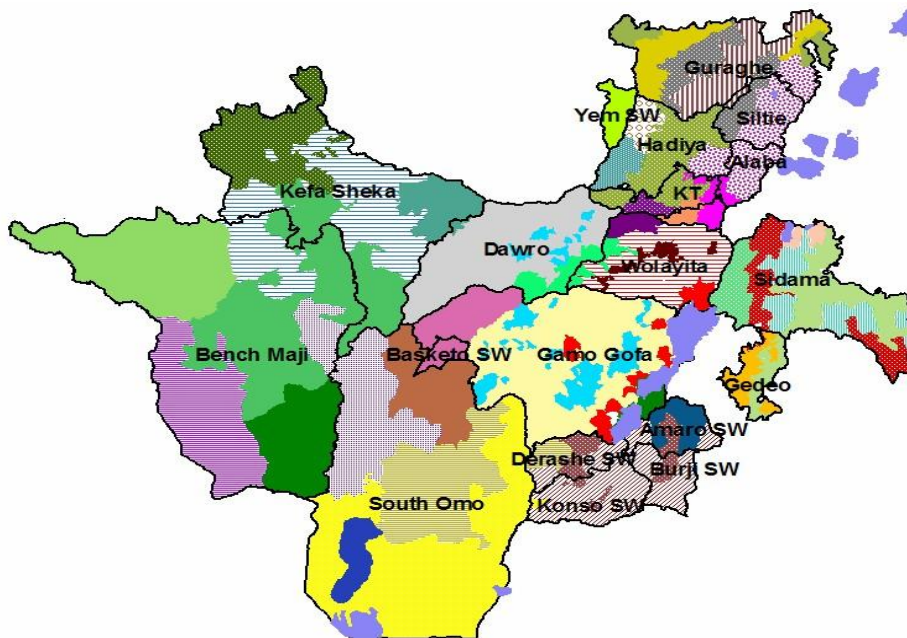 Guraghe
Yem SW
Siltie
Hadiya
Alaba
Kefa Sheka
KT
Dawro
Wolayita
Sidama
Bench Maji
Basketo SW
Gamo Gofa
Gedeo
Amaro SW
Derashe SW
Burji SW
South Omo
Konso SW